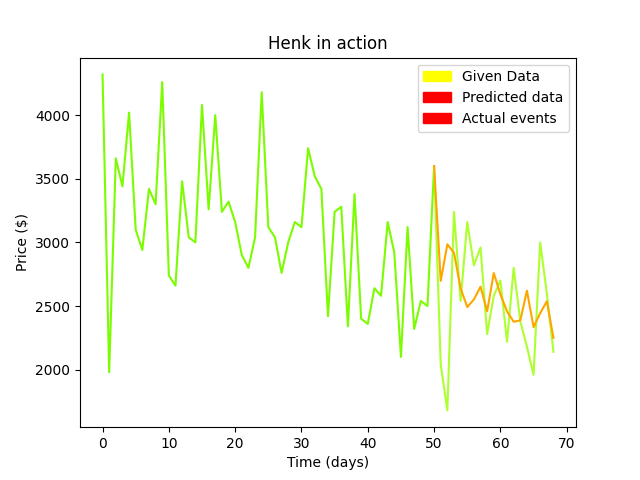 Henk in action
Given Data
Predicted data
Actual events
Price ($)
4000
3500
3000
2500
2000
0 10 20 30 40 50 60 70
Time (days)